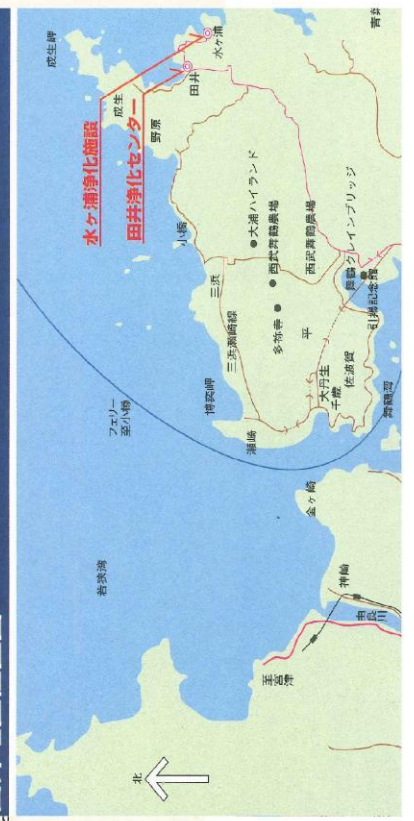 北
若狭湾
フェリー
至小樽
成生岬
成生
野原
田井
水ヶ浦
水ヶ浦浄化施設
田井浄化センター
小橋
三浜
博奕岬
瀬崎
三浜瀬崎線
大浦ハイランド
西武舞鶴農場
西武舞鶴農場
多祢寺
平
大丹生
千歳
佐波賀
舞鶴クレインブリッジ
引揚記念館
舞鶴湾
金ヶ崎
神崎
由良川
至宮津